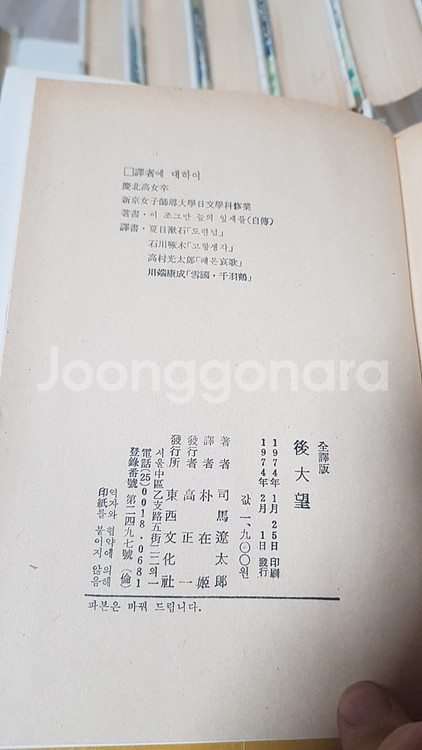 □譯者에 대하여
慶北高女卒
新京女子師導大學日文學科修業
著書·이 조그만 들의 잎새들(自傳)
譯書·夏目漱石「도련님」
石川啄木「고향생각」
高村光太郎「레몬哀歌」
川端康成「雪國·千羽鶴」
Joonggonara
全譯版
後大望
1974年 1月 25日 印刷
1974年 2月 1日 發行
값 一、九〇〇원
著者 司馬遼太郎
譯者 朴在姬
發行者 高正一
發行所 東西文化社
서울中區乙支路五街一三의一
電話(25)0018·0681
登錄番號 第二四九七號(倫)
역자와 협약에 의해
印紙를 붙이지 않음
파본은 바꿔 드립니다.